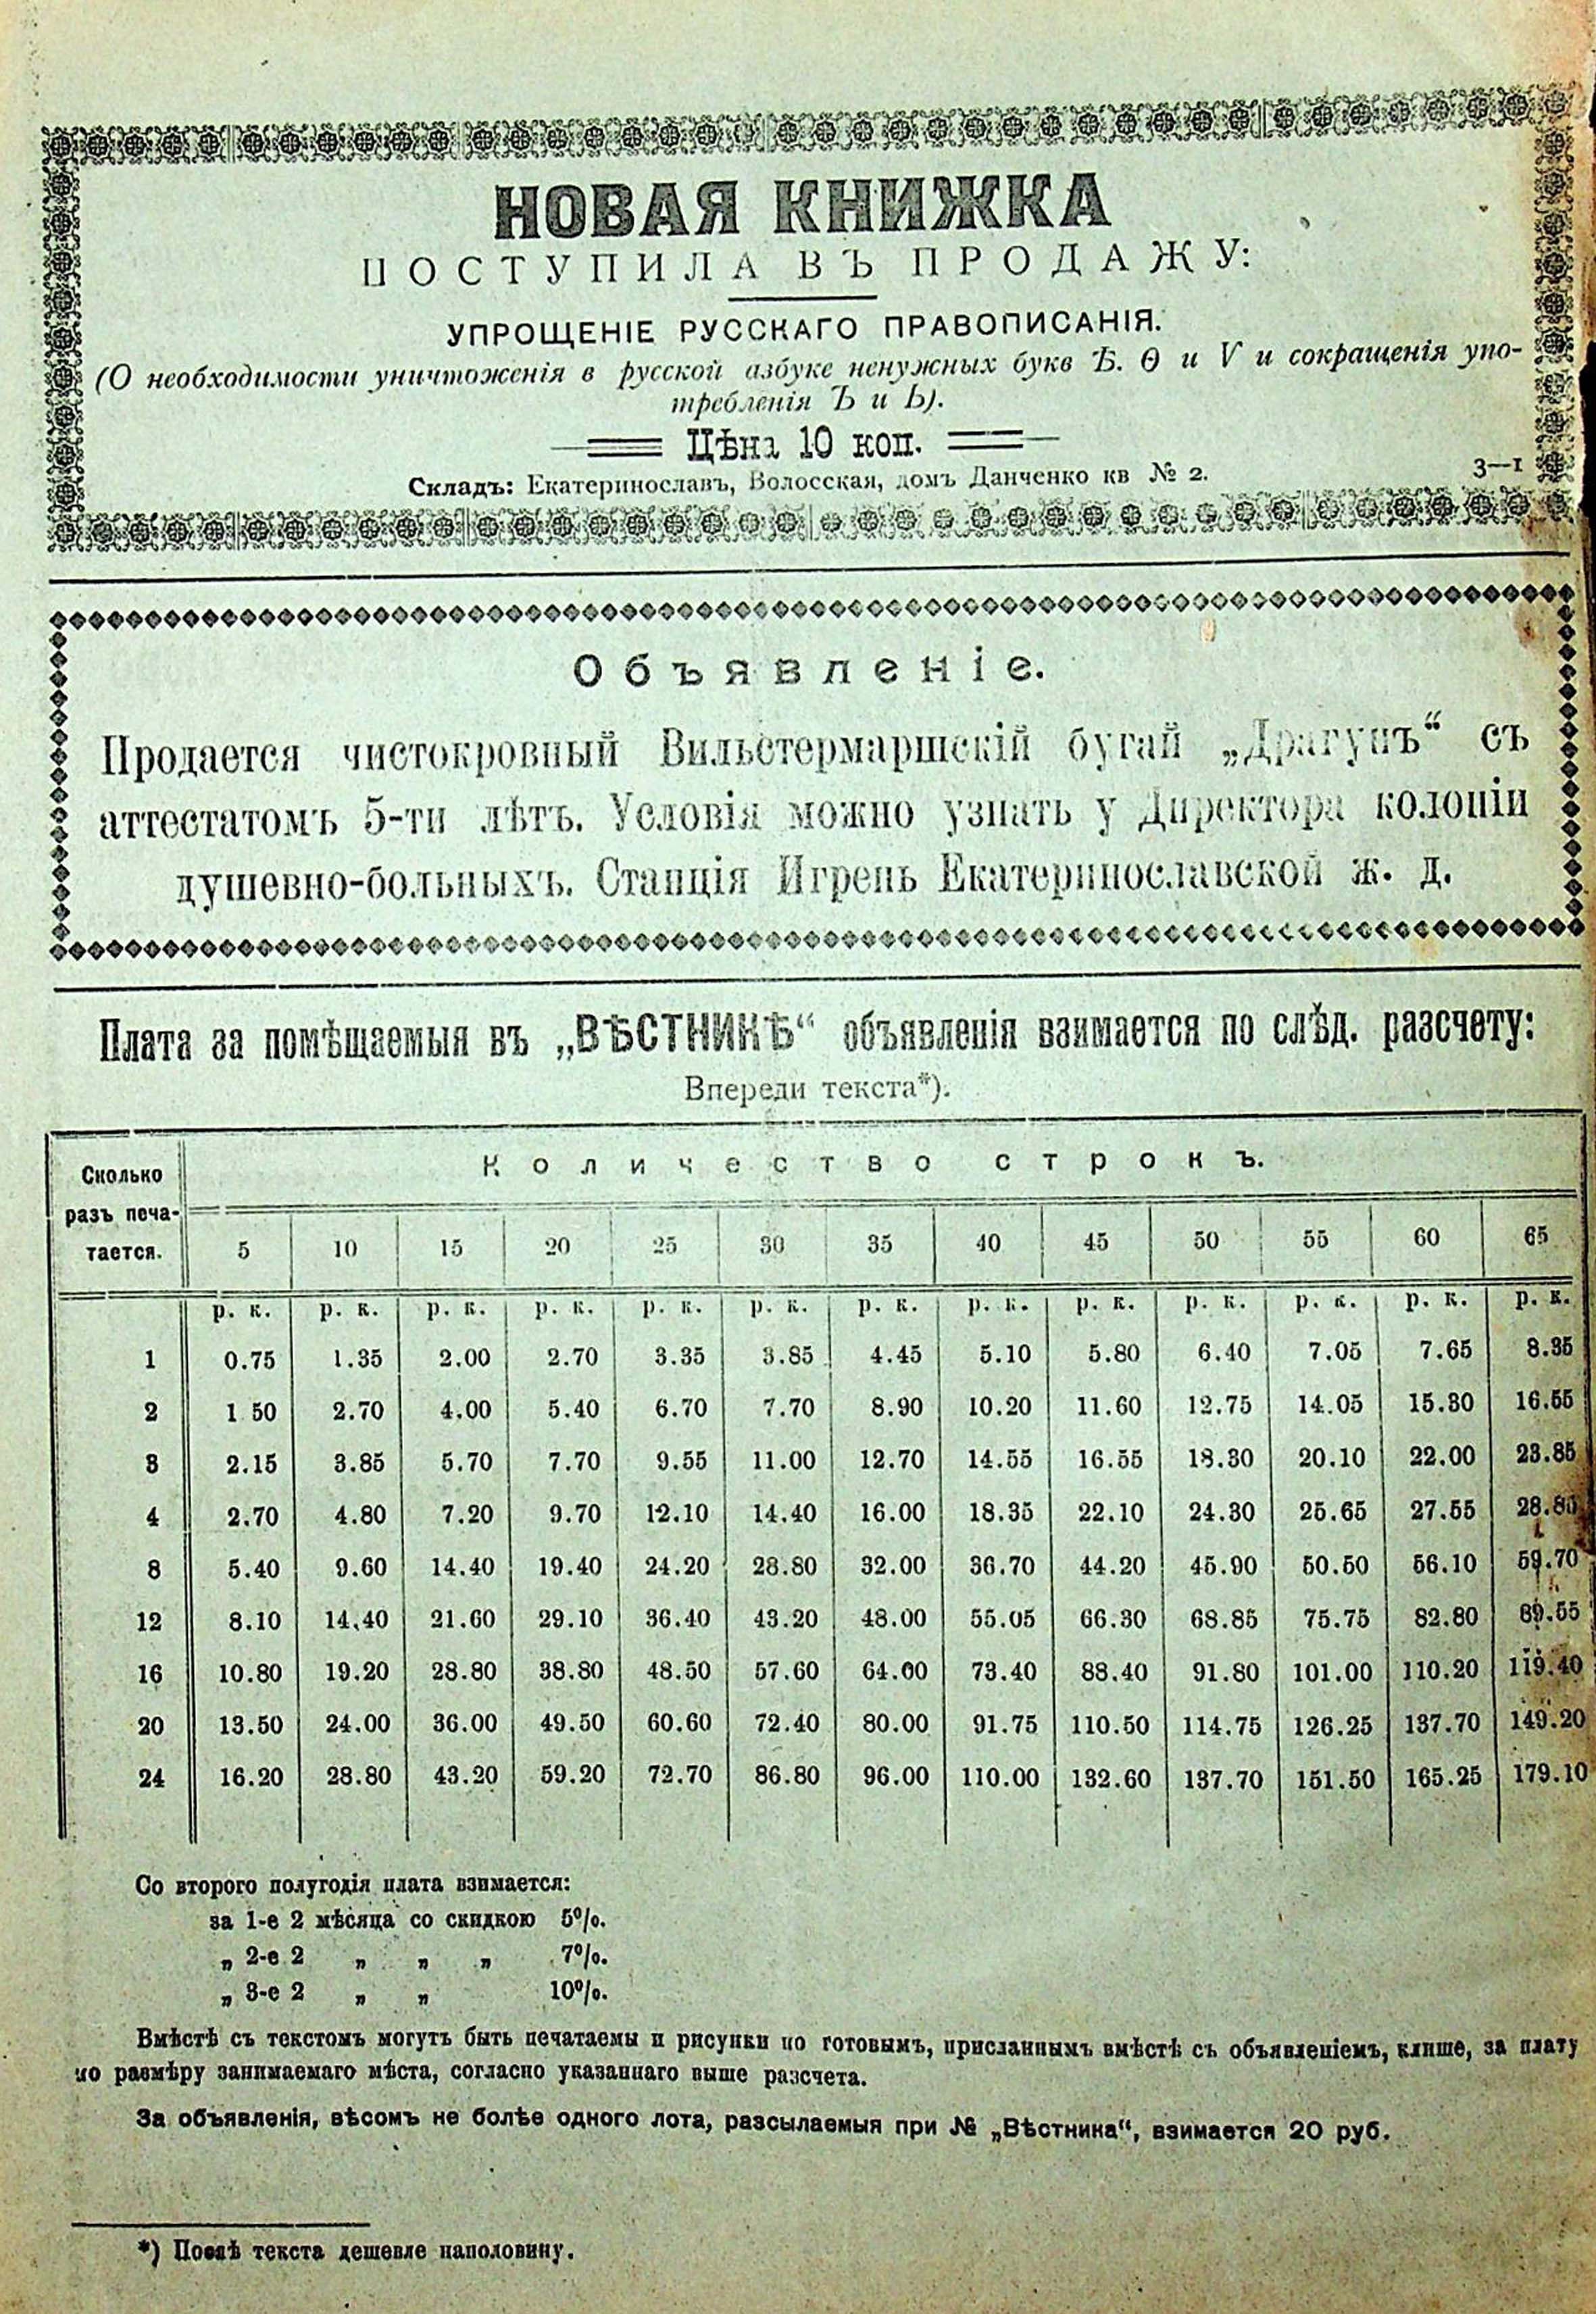 НОВАЯ КНИЖКА
ПОСТУПИЛА ВЪ ПРОДАЖУ:
УПРОЩЕНІЕ РУССКАГО ПРАВОПИСАНІЯ.
(О необходимости уничтоженія в русской азбуке ненужных букв Ѣ. Ѳ и Ѵ и сокращенія упо-
требленія Ъ и Ь).
Цѣна 10 коп.
Складъ: Екатеринославъ, Волосская, домъ Данченко кв № 2.
3—1
Объявленіе.
Продается чистокровный Вильстермаршскій бугай „Драгунъ“ съ
аттестатомъ 5-ти лѣтъ. Условія можно узнать у Директора колоніи
душевно-больныхъ. Станція Игрень Екатеринославской ж. д.
Плата за помѣщаемыя въ „ВѢСТНИКѢ“ объявленія взимается по слѣд. разсчету:
Впереди текста*).
Сколько
разъ печа-
тается.
Количество строкъ.
5 10 15 20 25 30 35 40 45 50 55 60 65
р. к. р. к. р. к. р. к. р. к. р. к. р. к. р. к. р. к. р. к. р. к. р. к. р. к.
1 0.75 1.35 2.00 2.70 3.35 3.85 4.45 5.10 5.80 6.40 7.05 7.65 8.35
2 1 50 2.70 4.00 5.40 6.70 7.70 8.90 10.20 11.60 12.75 14.05 15.30 16.55
3 2.15 3.85 5.70 7.70 9.55 11.00 12.70 14.55 16.55 18.30 20.10 22.00 23.85
4 2.70 4.80 7.20 9.70 12.10 14.40 16.00 18.35 22.10 24.30 25.65 27.55
8 5.40 9.60 14.40 19.40 24.20 28.80 32.00 36.70 44.20 45.90 50.50 56.10 59.70
12 8.10 14.40 21.60 29.10 36.40 43.20 48.00 55.05 66.30 68.85 75.75 82.80 89.55
16 10.80 19.20 28.80 38.80 48.50 57.60 64.00 73.40 88.40 91.80 101.00 110.20 119.40
20 13.50 24.00 36.00 49.50 60.60 72.40 80.00 91.75 110.50 114.75 126.25 137.70 149.20
24 16.20 28.80 43.20 59.20 72.70 86.80 96.00 110.00 132.60 137.70 151.50 165.25 179.10
Со второго полугодія плата взимается:
за 1-е 2 мѣсяца со скидкою 5%.
„ 2-е 2 „ „ „ 7%.
„ 3-е 2 „ „ 10%.
Вмѣстѣ съ текстомъ могутъ быть печатаемы и рисунки по готовымъ, присланнымъ вмѣстѣ съ объявленіемъ, клише, за плату
по размѣру занимаемаго мѣста, согласно указаннаго выше разсчета.
За объявленія, вѣсомъ не болѣе одного лота, разсылаемыя при № „Вѣстника“, взимается 20 руб.
*) Послѣ текста дешевле наполовину.